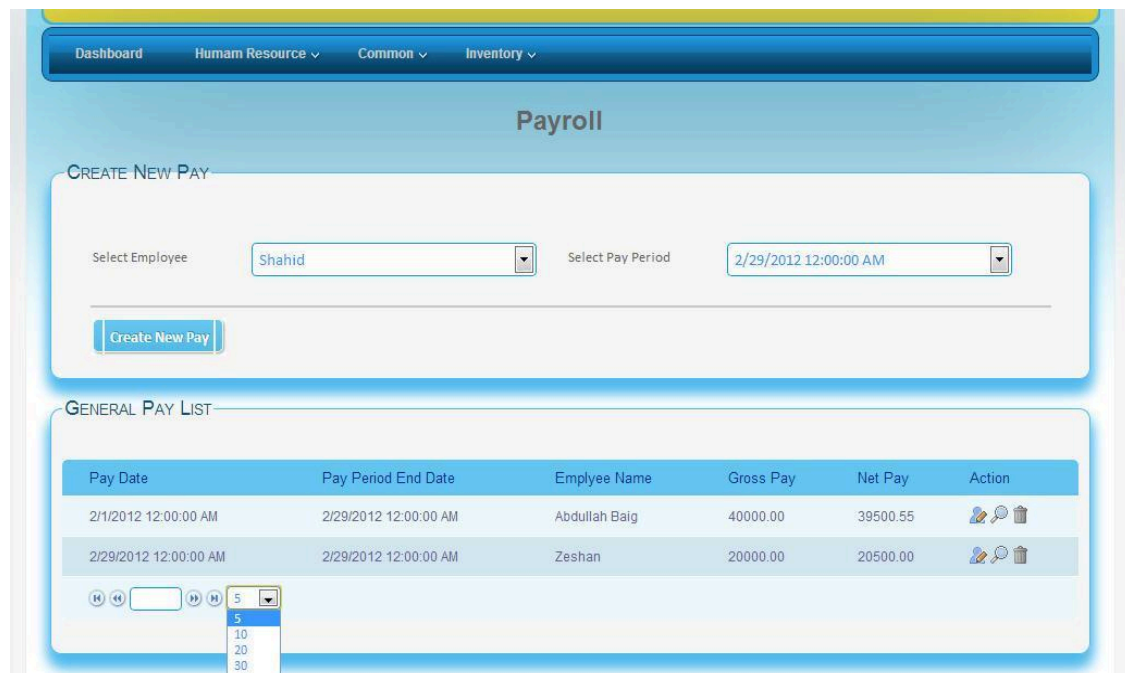 Dashboard Humam Resource Common Inventory
Payroll
Create New Pay
Select Employee Shahid Select Pay Period 2/29/2012 12:00:00 AM
Create New Pay
General Pay List
Pay Date Pay Period End Date Emplyee Name Gross Pay Net Pay Action
2/1/2012 12:00:00 AM 2/29/2012 12:00:00 AM Abdullah Baig 40000.00 39500.55
2/29/2012 12:00:00 AM 2/29/2012 12:00:00 AM Zeshan 20000.00 20500.00
5
5
10
20
30